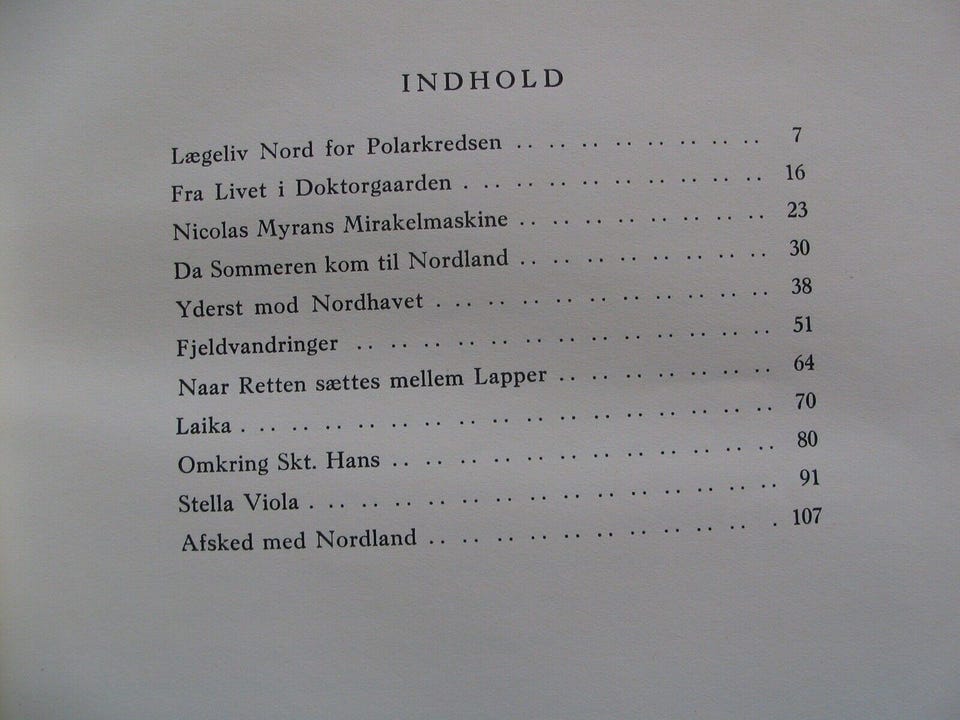 INDHOLD
Lægeliv Nord for Polarkredsen .. .. .. .. .. .. .. .. 7
Fra Livet i Doktorgaarden . .. .. .. .. .. .. .. .. .. 16
Nicolas Myrans Mirakelmaskine .. .. .. .. .. .. .. .. 23
Da Sommeren kom til Nordland .. .. .. .. .. .. .. .. 30
Yderst mod Nordhavet . .. .. .. .. .. .. .. .. .. .. 38
Fjeldvandringer .. .. .. .. .. .. .. .. .. .. .. .. .. 51
Naar Retten sættes mellem Lapper .. .. .. .. .. .. .. 64
Laika . .. .. .. .. .. .. .. .. .. .. .. .. .. .. .. .. 70
Omkring Skt. Hans .. .. .. .. .. .. .. .. .. .. .. .. 80
Stella Viola . .. .. .. .. .. .. .. .. .. .. .. .. .. .. 91
Afsked med Nordland .. .. .. .. .. .. .. .. .. .. . 107